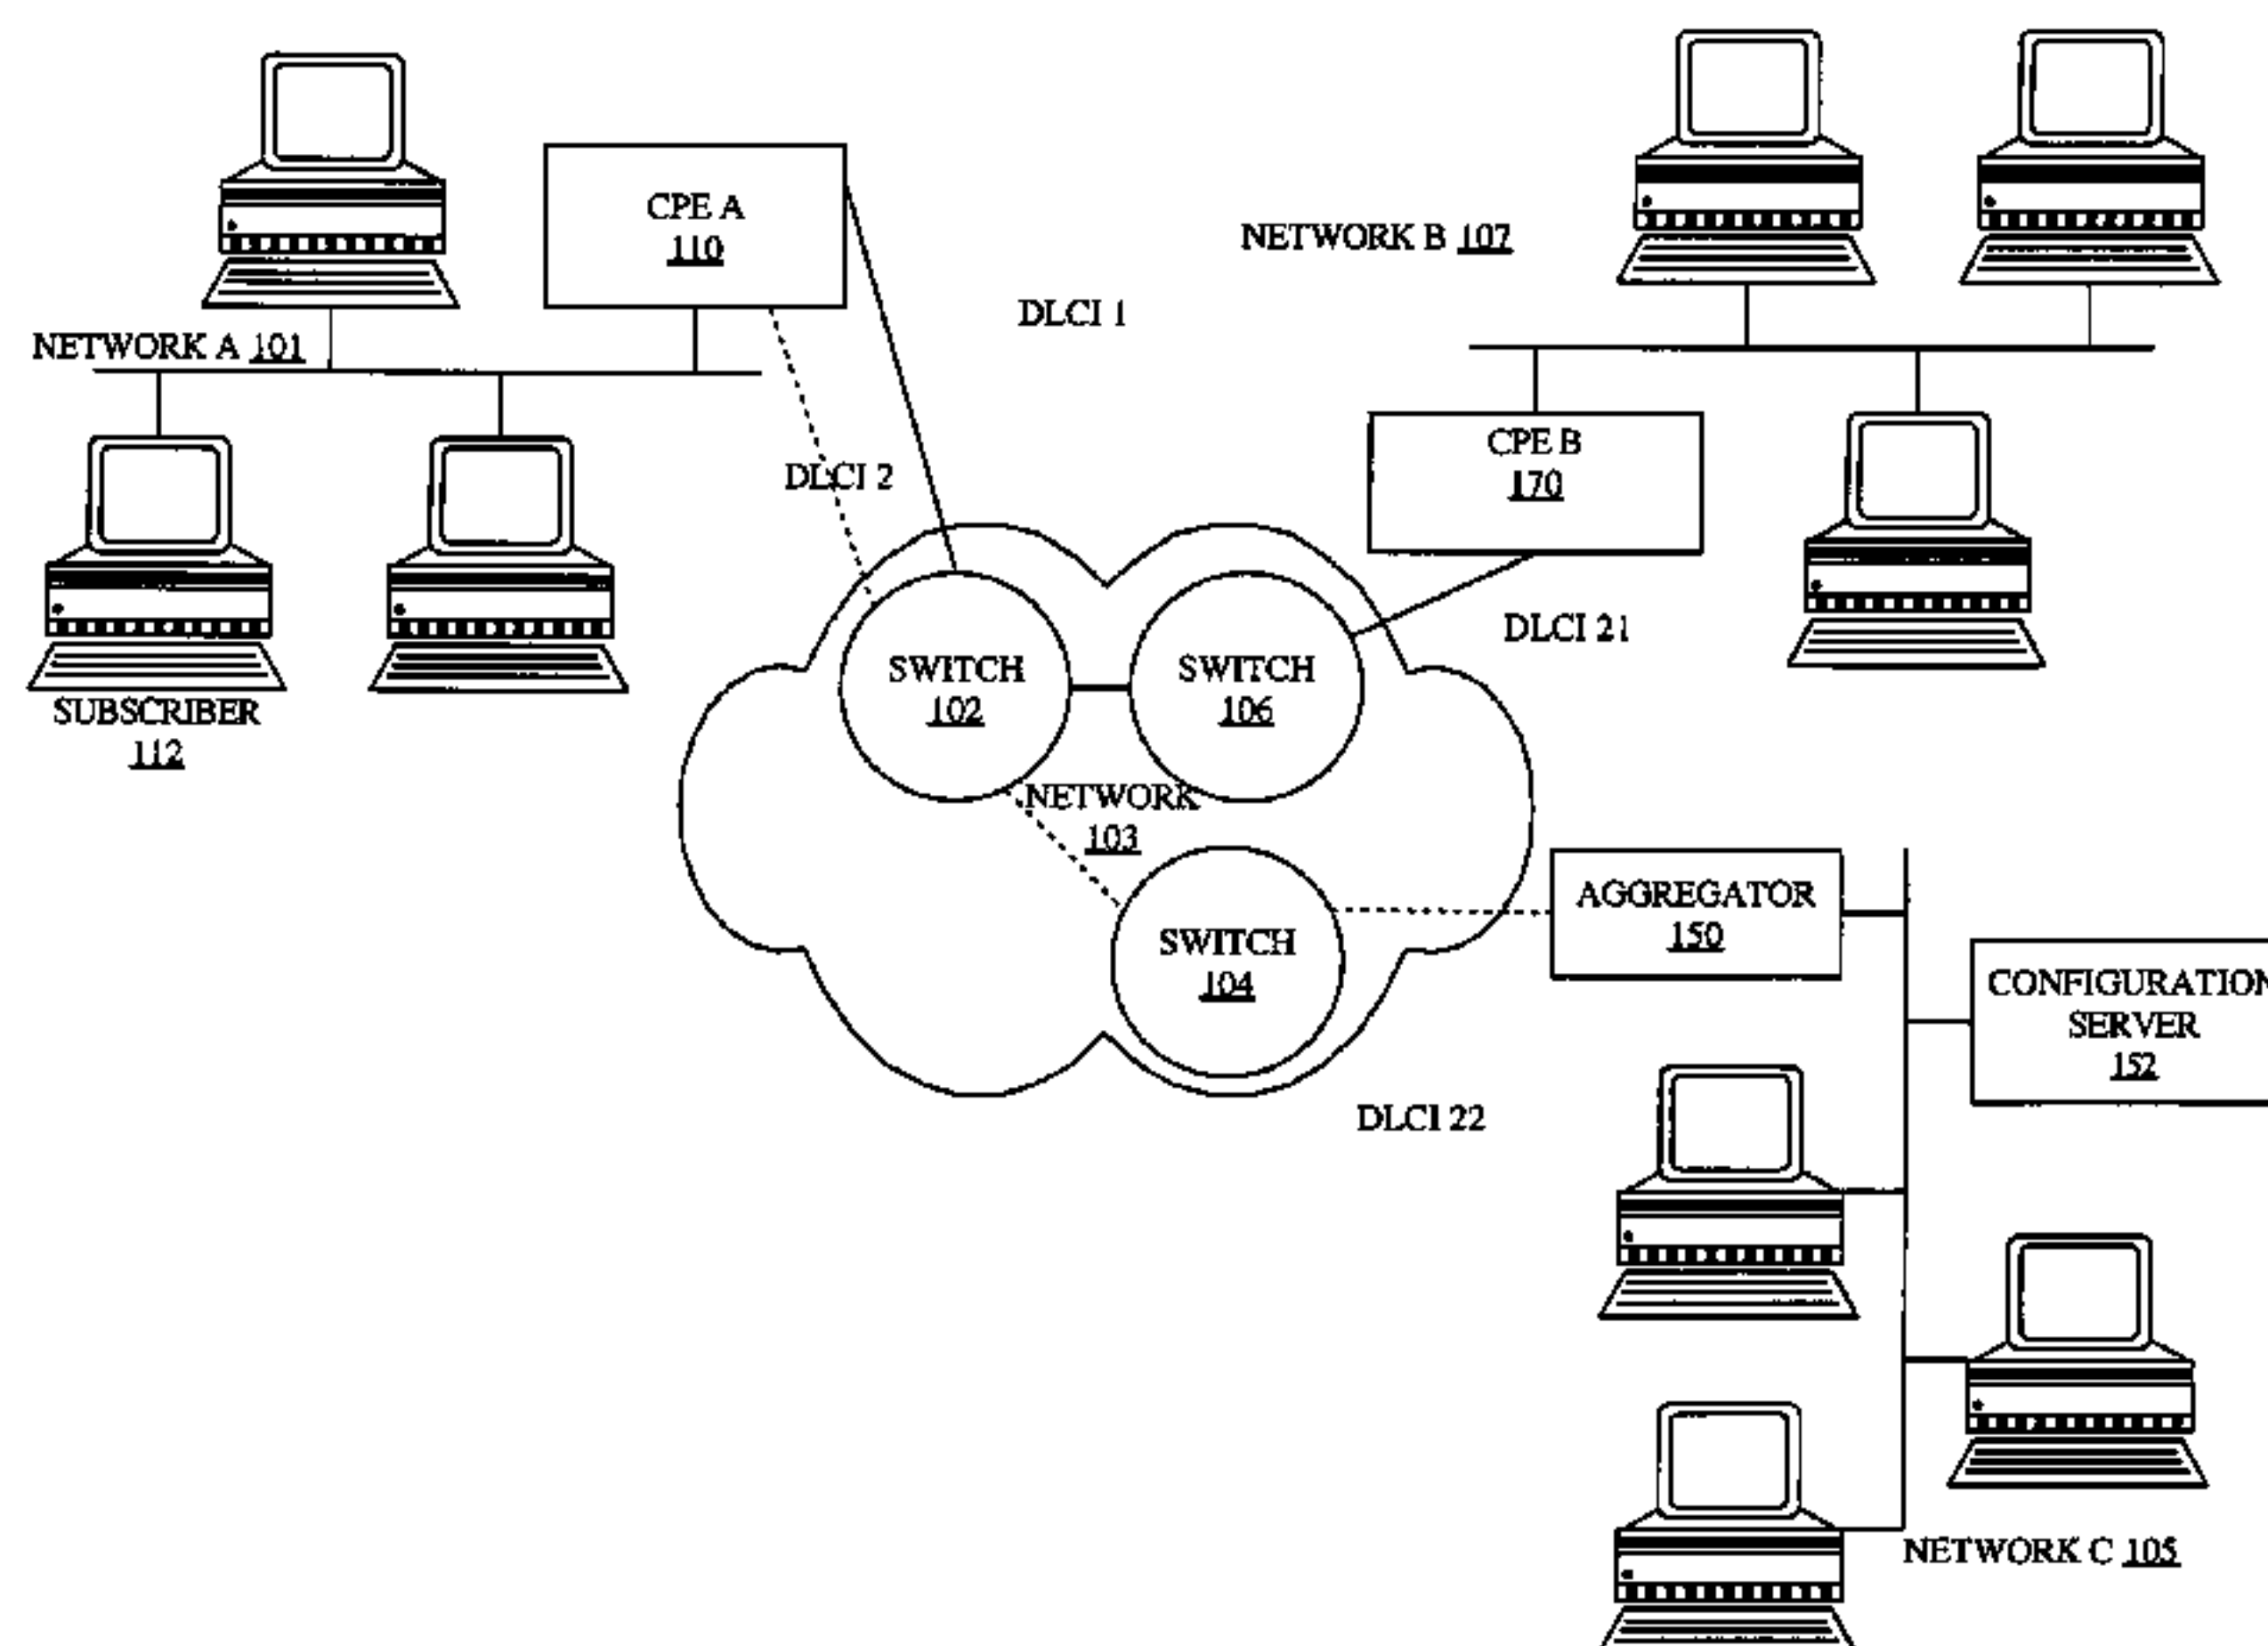 CPE A
110
NETWORK B 107
DLCI 1
NETWORK A 101
CPE B
170
DLCI 2
DLCI 21
SWITCH
102
SWITCH
106
SUBSCRIBER
112
NETWORK
103
AGGREGATOR
150
SWITCH
104
CONFIGURATION
SERVER
152
DLCI 22
NETWORK C 105